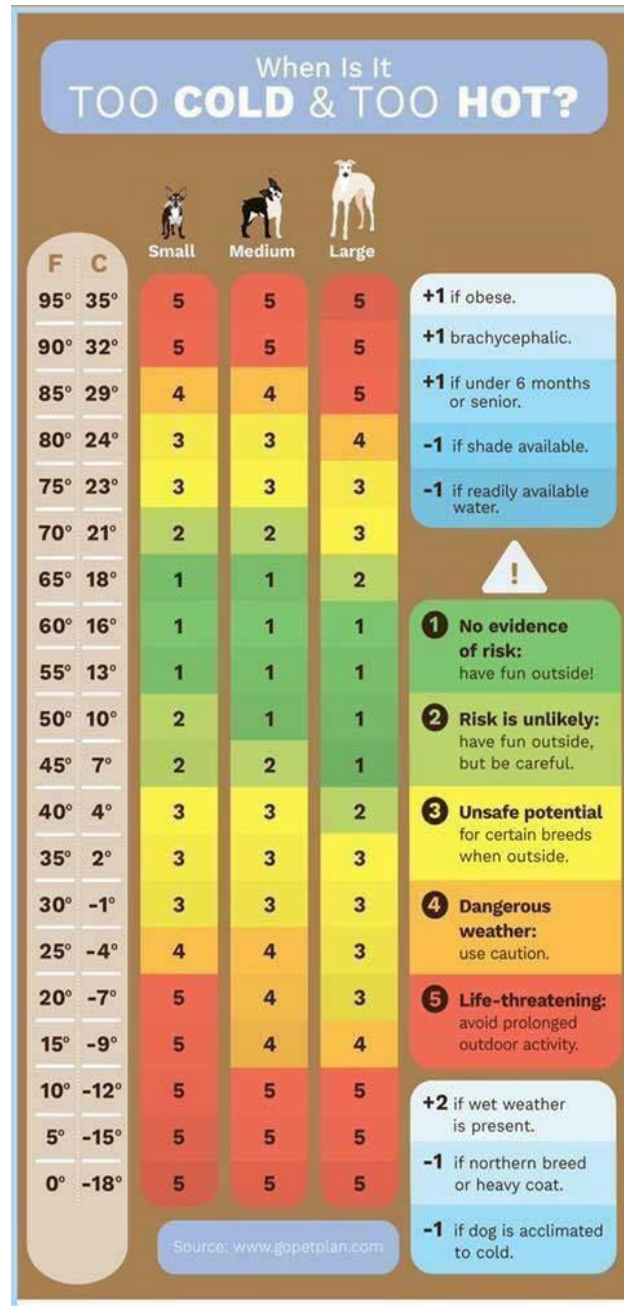 When Is It
TOO COLD & TOO HOT?
Small Medium Large
F C
95° 35° 5 5 5
90° 32° 5 5 5
85° 29° 4 4 5
80° 24° 3 3 4
75° 23° 3 3 3
70° 21° 2 2 3
65° 18° 1 1 2
60° 16° 1 1 1
55° 13° 1 1 1
50° 10° 2 1 1
45° 7° 2 2 1
40° 4° 3 3 2
35° 2° 3 3 3
30° -1° 3 3 3
25° -4° 4 4 3
20° -7° 5 4 3
15° -9° 5 4 4
10° -12° 5 5 5
5° -15° 5 5 5
0° -18° 5 5 5
+1 if obese.
+1 brachycephalic.
+1 if under 6 months
or senior.
-1 if shade available.
-1 if readily available
water.
!
1 No evidence
of risk:
have fun outside!
2 Risk is unlikely:
have fun outside,
but be careful.
3 Unsafe potential
for certain breeds
when outside.
4 Dangerous
weather:
use caution.
5 Life-threatening:
avoid prolonged
outdoor activity.
+2 if wet weather
is present.
-1 if northern breed
or heavy coat.
-1 if dog is acclimated
to cold.
Source: www.gopetplan.com